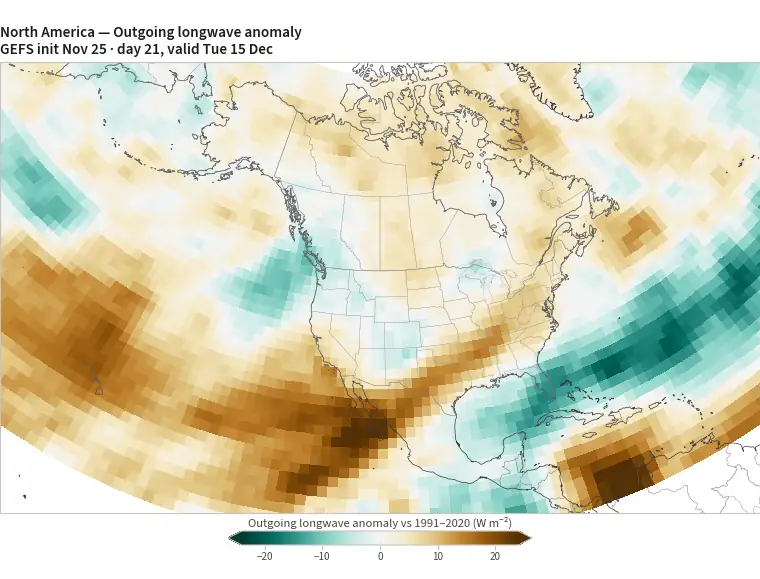 North America — Outgoing longwave anomaly
GEFS init Nov 25 · day 21, valid Tue 15 Dec
Outgoing longwave anomaly vs 1991–2020 (W m⁻²)
−20 −10 0 10 20